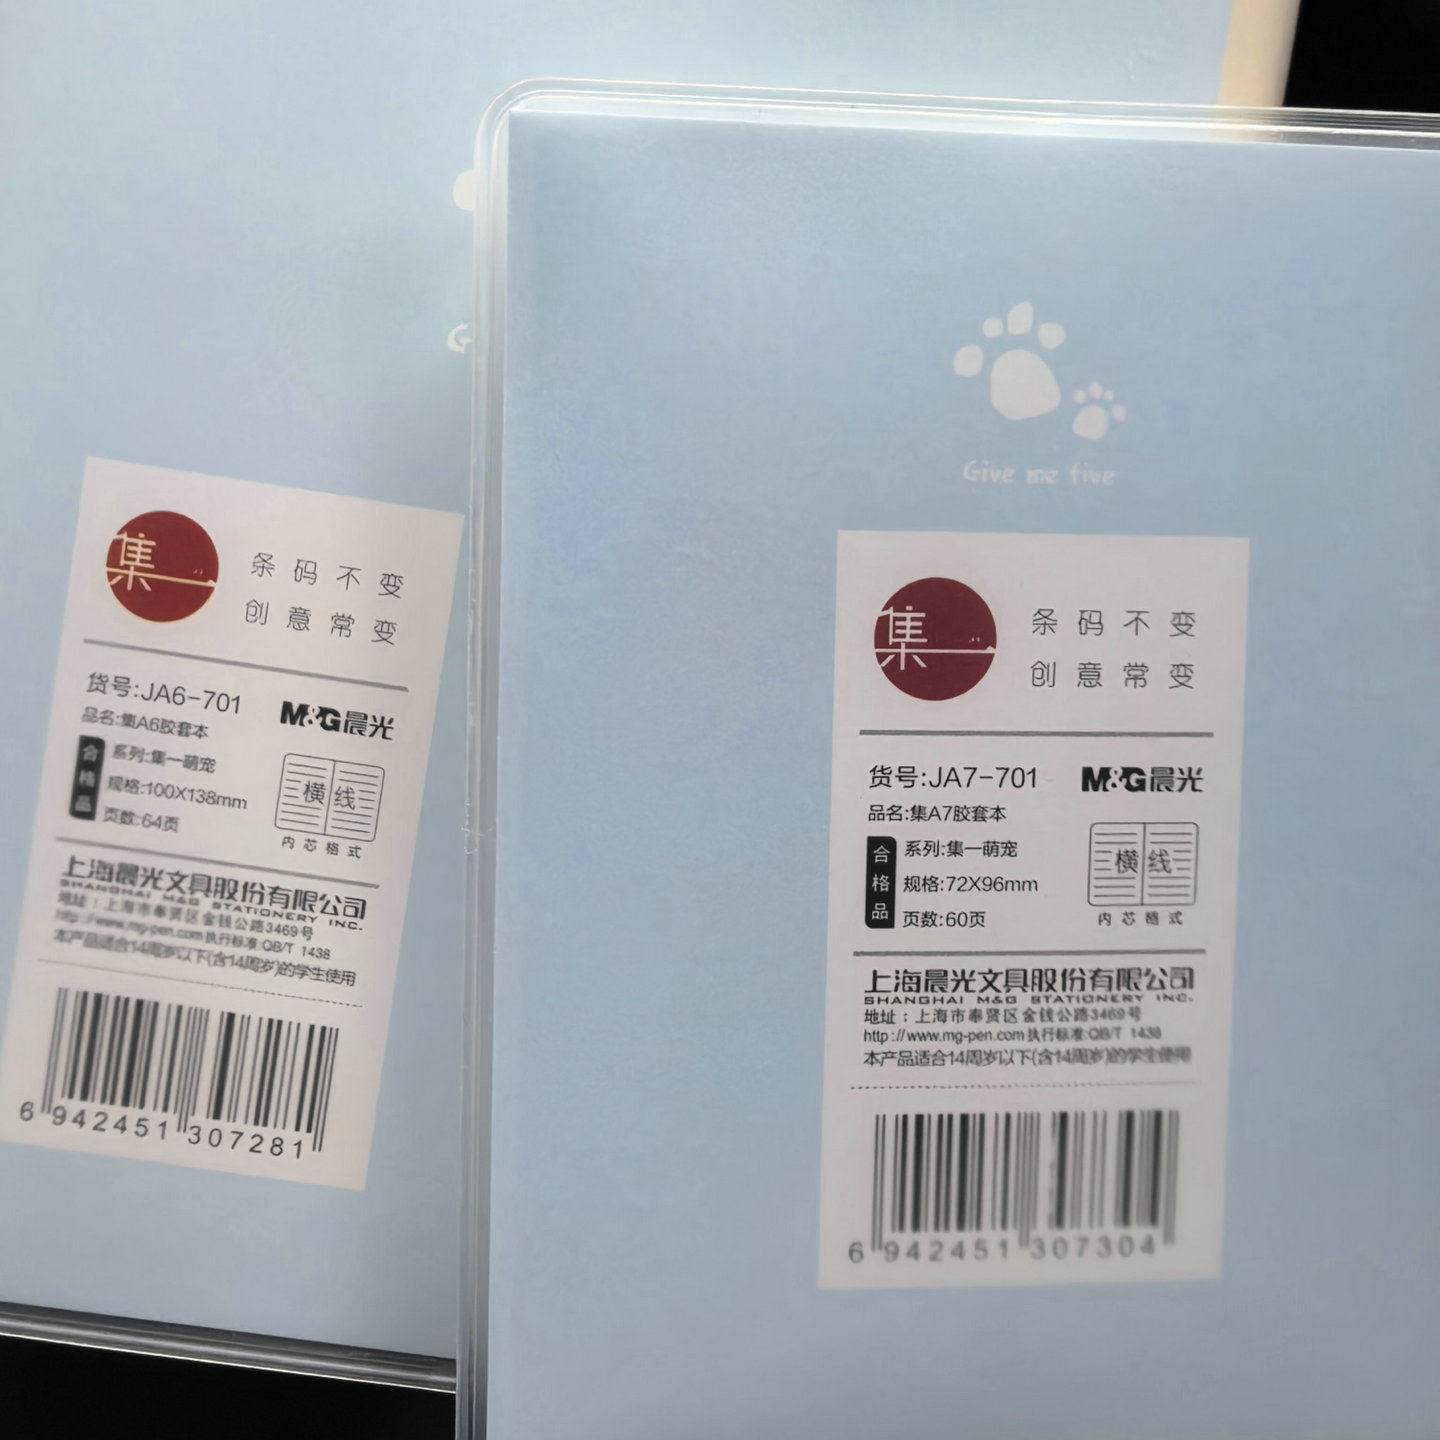 集一
条码不变
创意常变
货号:JA6-701
M&G晨光
品名:集A6胶套本
合格品
系列:集一萌宠
规格:100X138mm
页数:64页
横线
内芯格式
上海晨光文具股份有限公司
SHANGHAI M&G STATIONERY INC.
地址：上海市奉贤区金钱公路3469号
http://www.mg-pen.com执行标准:QB/T 1438
本产品适合14周岁以下(含14周岁)的学生使用
6 942451 307281
G
Give me five
集一
条码不变
创意常变
货号:JA7-701
M&G晨光
品名:集A7胶套本
合格品
系列:集一萌宠
规格:72X96mm
页数:60页
横线
内芯格式
上海晨光文具股份有限公司
SHANGHAI M&G STATIONERY INC.
地址：上海市奉贤区金钱公路3469号
http://www.mg-pen.com执行标准:QB/T 1438
本产品适合14周岁以下(含14周岁)的学生使用
6 942451 307304